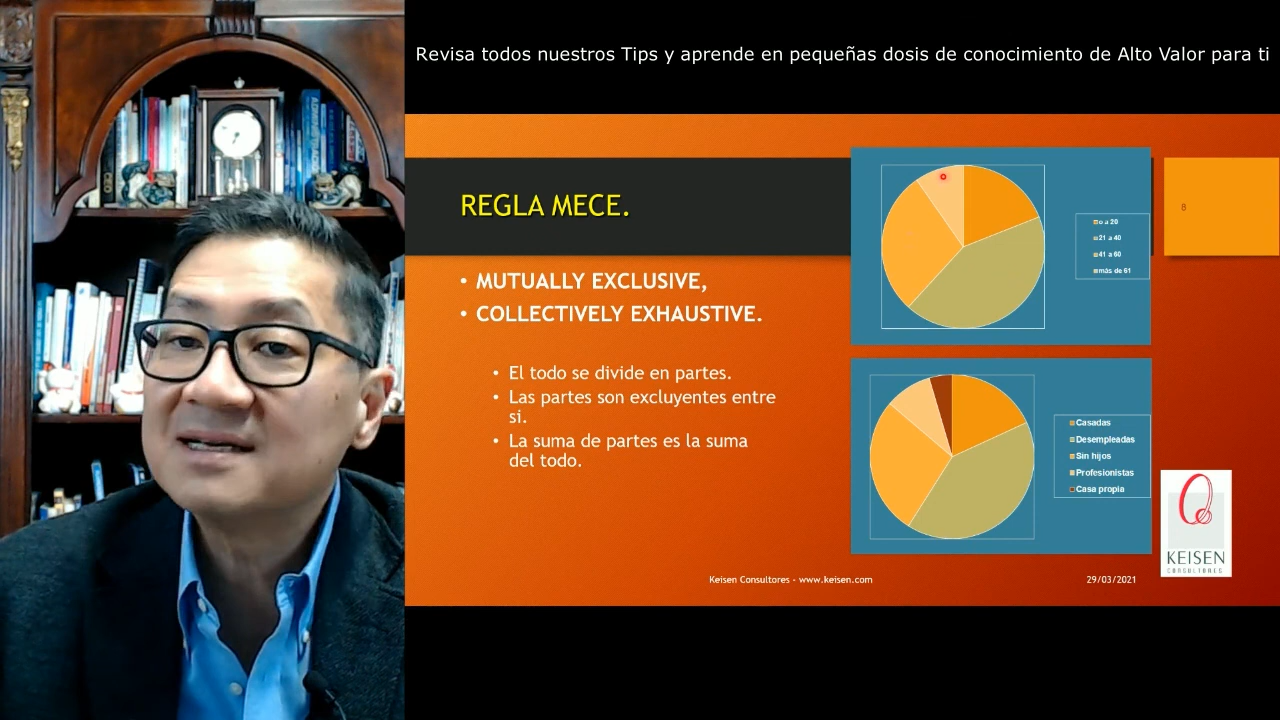 Revisa todos nuestros Tips y aprende en pequeñas dosis de conocimiento de Alto Valor para ti
REGLA MECE.
8
• MUTUALLY EXCLUSIVE,
• COLLECTIVELY EXHAUSTIVE.
• El todo se divide en partes.
• Las partes son excluyentes entre
si.
• La suma de partes es la suma
del todo.
o a 20
21 a 40
41 a 60
más de 61
Casadas
Desempleadas
Sin hijos
Profesionistas
Casa propia
KEISEN
CONSULTORES
Keisen Consultores - www.keisen.com
29/03/2021